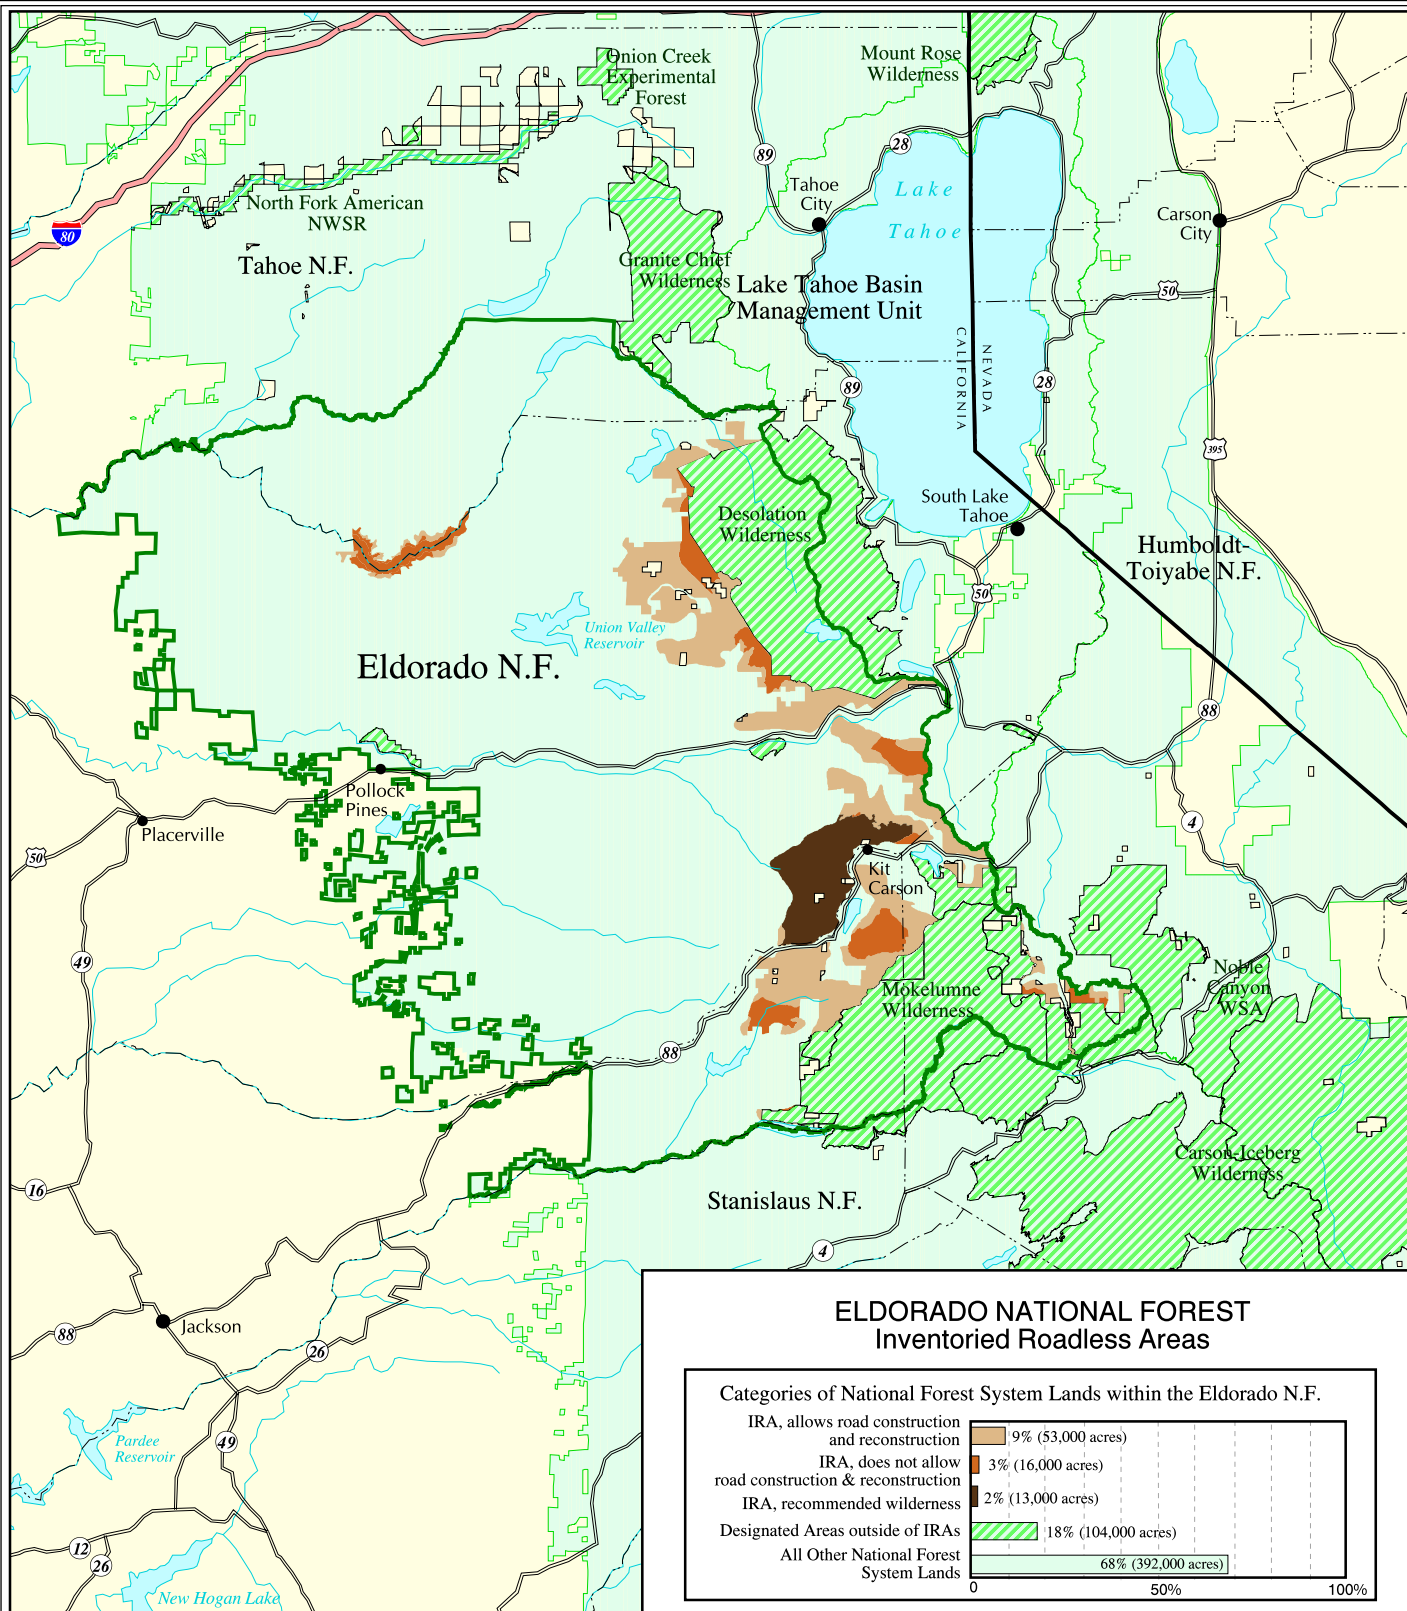 Onion Creek
Experimental
Forest
Mount Rose
Wilderness
89
28
Lake
Tahoe
Tahoe
City
Carson
City
North Fork American
NWSR
80
Tahoe N.F.
Granite Chief
Wilderness
Lake Tahoe Basin
Management Unit
50
CALIFORNIA
NEVADA
89
28
395
South Lake
Tahoe
Desolation
Wilderness
Humboldt-
Toiyabe N.F.
50
Union Valley
Reservoir
Eldorado N.F.
88
Pollock
Pines
Placerville
4
50
Kit
Carson
49
Mokelumne
Wilderness
Noble
Canyon
WSA
88
Carson-Iceberg
Wilderness
16
Stanislaus N.F.
4
Jackson
88
26
Pardee
Reservoir
49
12
26
New Hogan Lake
ELDORADO NATIONAL FOREST
Inventoried Roadless Areas
Categories of National Forest System Lands within the Eldorado N.F.
IRA, allows road construction
and reconstruction
9% (53,000 acres)
IRA, does not allow
road construction & reconstruction
3% (16,000 acres)
IRA, recommended wilderness
2% (13,000 acres)
Designated Areas outside of IRAs
18% (104,000 acres)
All Other National Forest
System Lands
68% (392,000 acres)
0
50%
100%